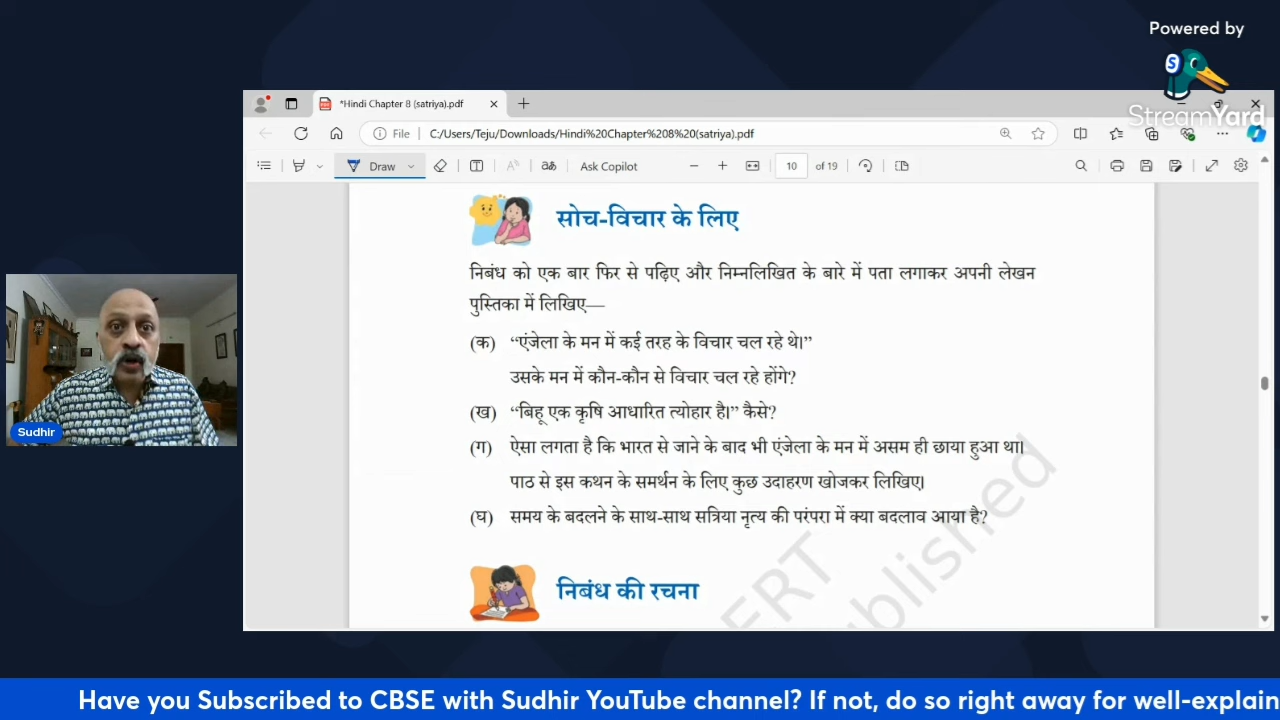 Powered by
S
StreamYard
*Hindi Chapter 8 (satriya).pdf
File
C:/Users/Teju/Downloads/Hindi%20Chapter%208%20(satriya).pdf
Draw
Ask Copilot
10
of 19
सोच-विचार के लिए
निबंध को एक बार फिर से पढ़िए और निम्नलिखित के बारे में पता लगाकर अपनी लेखन
पुस्तिका में लिखिए—
(क) “एंजेला के मन में कई तरह के विचार चल रहे थे।”
उसके मन में कौन-कौन से विचार चल रहे होंगे?
(ख) “बिहू एक कृषि आधारित त्योहार है।” कैसे?
(ग) ऐसा लगता है कि भारत से जाने के बाद भी एंजेला के मन में असम ही छाया हुआ था।
पाठ से इस कथन के समर्थन के लिए कुछ उदाहरण खोजकर लिखिए।
(घ) समय के बदलने के साथ-साथ सत्रिया नृत्य की परंपरा में क्या बदलाव आया है?
निबंध की रचना
Sudhir
Have you Subscribed to CBSE with Sudhir YouTube channel? If not, do so right away for well-explain